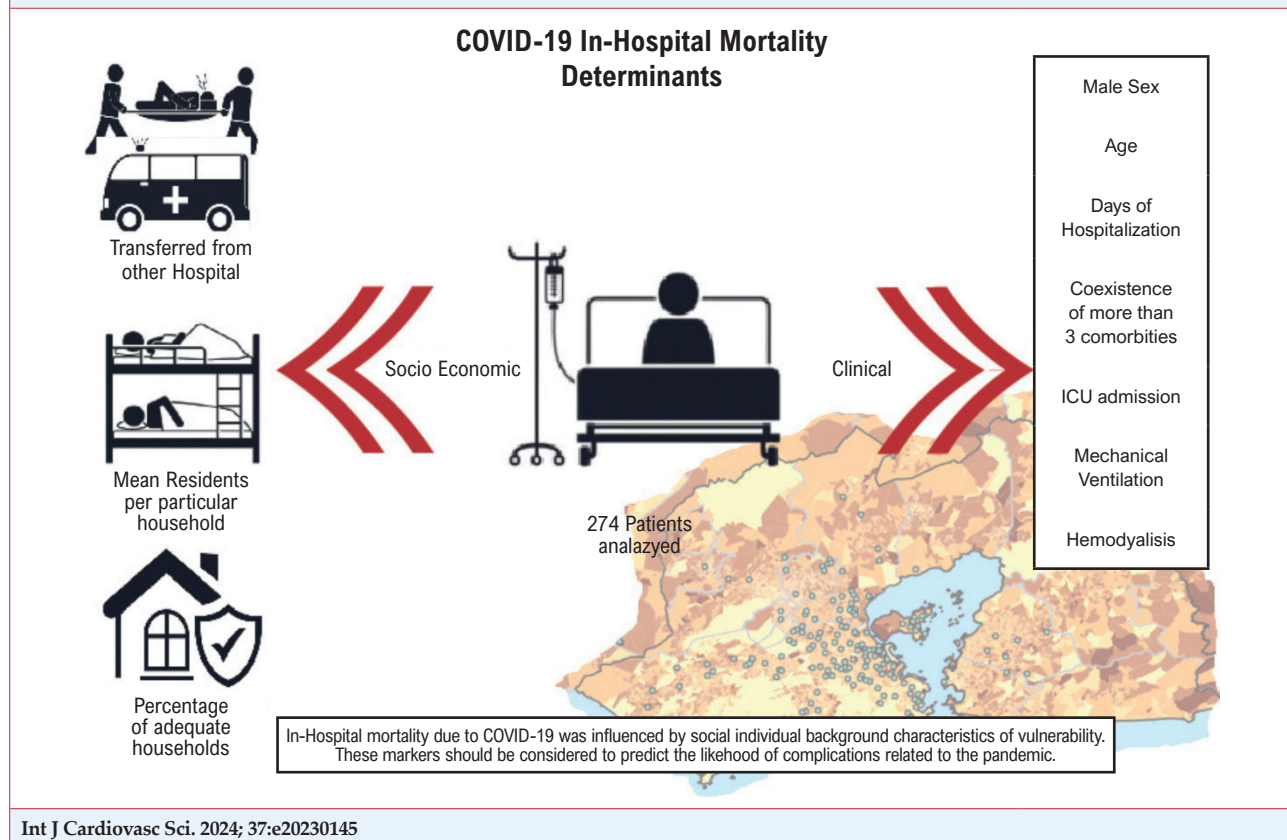 COVID-19 In-Hospital Mortality
Determinants
Transferred from
other Hospital
Mean Residents
per particular
household
Percentage
of adequate
households
Socio Economic
274 Patients
analazyed
Clinical
Male Sex
Age
Days of
Hospitalization
Coexistence
of more than
3 comorbities
ICU admission
Mechanical
Ventilation
Hemodyalisis
In-Hospital mortality due to COVID-19 was influenced by social individual background characteristics of vulnerability.
These markers should be considered to predict the likehood of complications related to the pandemic.
Int J Cardiovasc Sci. 2024; 37:e20230145